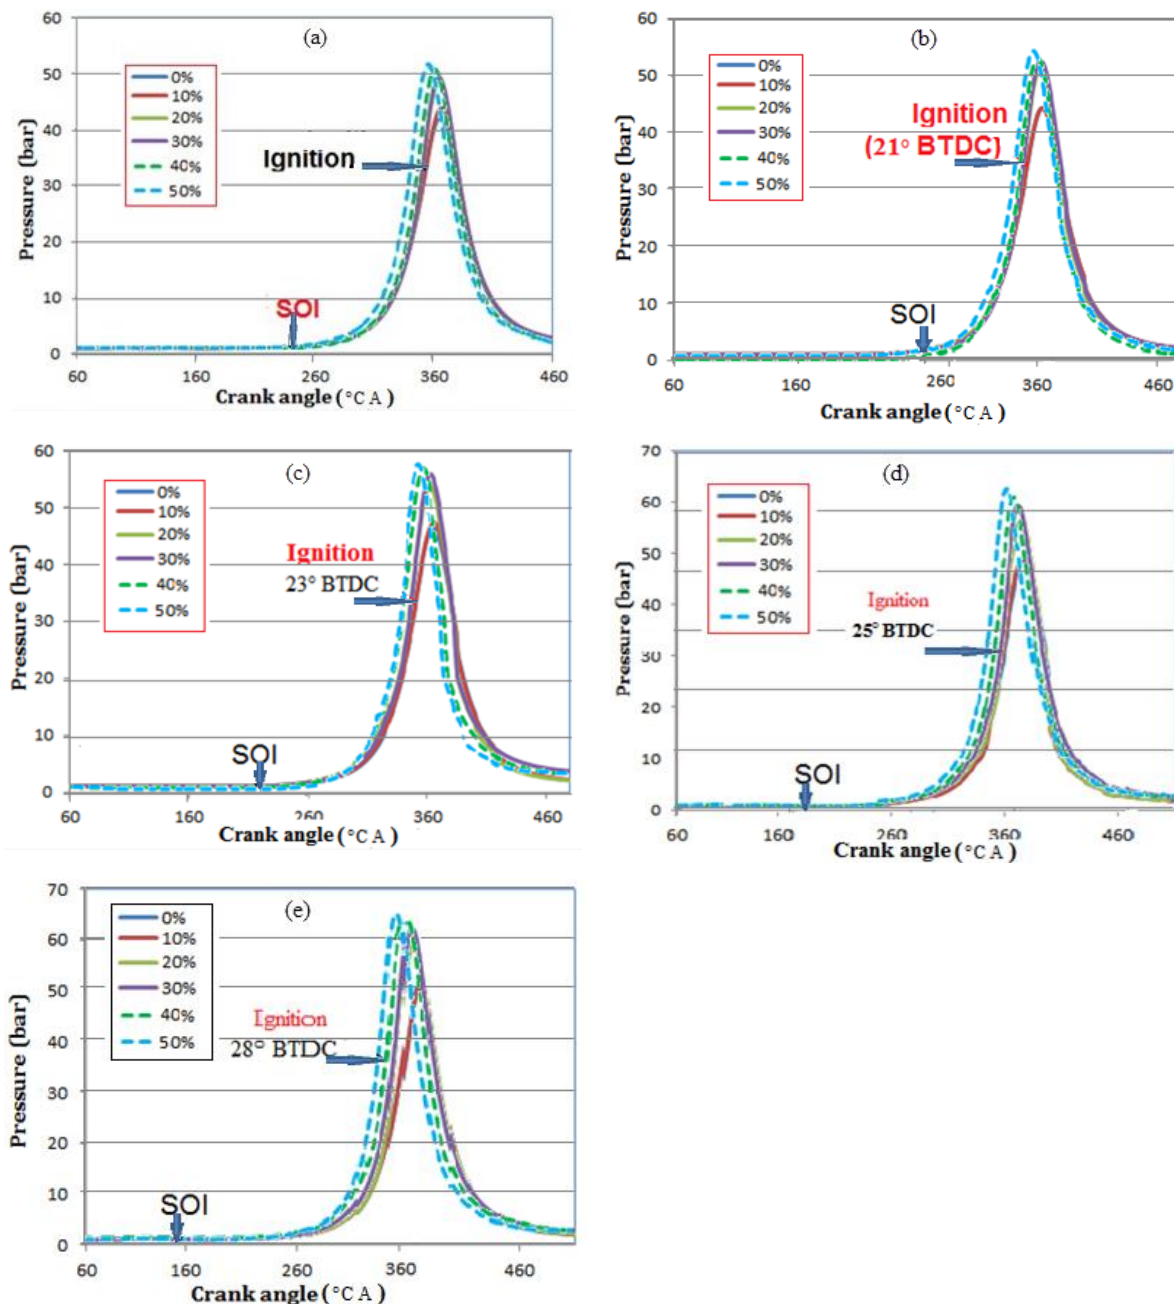 (a)
60
50
40
30
20
10
0
Pressure (bar)
0%
10%
20%
30%
40%
50%
Ignition
SOI
60 160 260 360 460
Crank angle (°C A)
(b)
60
50
40
30
20
10
0
Pressure (bar)
0%
10%
20%
30%
40%
50%
Ignition
(21° BTDC)
SOI
60 160 260 360 460
Crank angle (°C A)
(c)
60
50
40
30
20
10
0
Pressure (bar)
0%
10%
20%
30%
40%
50%
Ignition
23° BTDC
SOI
60 160 260 360 460
Crank angle (°C A)
(d)
70
60
50
40
30
20
10
0
Pressure (bar)
0%
10%
20%
30%
40%
50%
Ignition
25° BTDC
SOI
60 160 260 360 460
Crank angle (°C A)
(e)
70
60
50
40
30
20
10
0
Pressure (bar)
0%
10%
20%
30%
40%
50%
Ignition
28° BTDC
SOI
60 160 260 360 460
Crank angle (°C A)